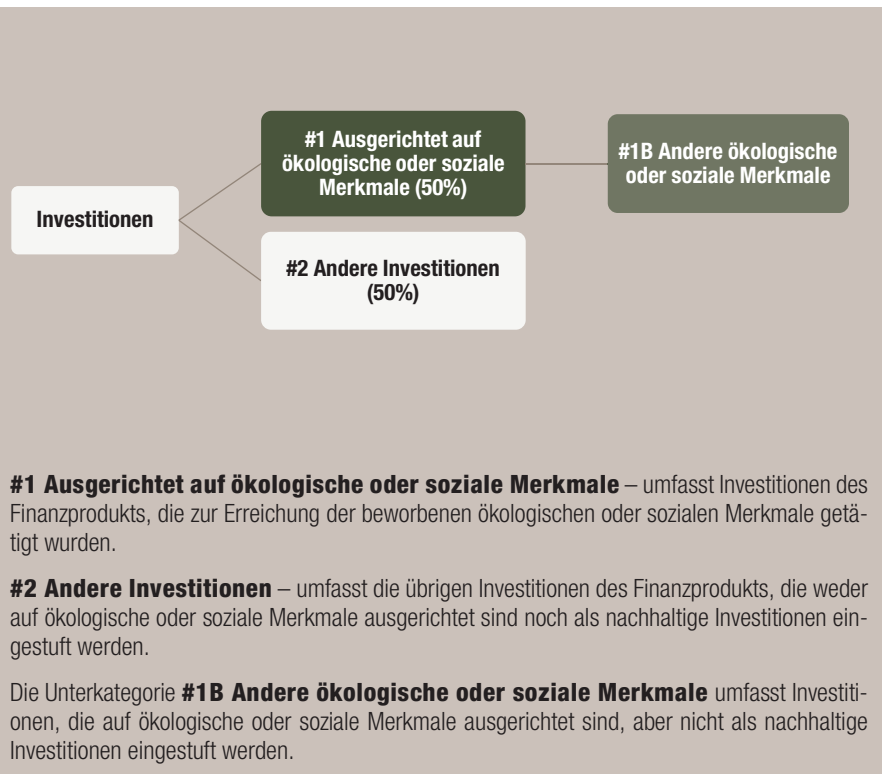 #1 Ausgerichtet auf
ökologische oder soziale
Merkmale (50%)
#1B Andere ökologische
oder soziale Merkmale
Investitionen
#2 Andere Investitionen
(50%)
#1 Ausgerichtet auf ökologische oder soziale Merkmale – umfasst Investitionen des
Finanzprodukts, die zur Erreichung der beworbenen ökologischen oder sozialen Merkmale getä-
tigt wurden.
#2 Andere Investitionen – umfasst die übrigen Investitionen des Finanzprodukts, die weder
auf ökologische oder soziale Merkmale ausgerichtet sind noch als nachhaltige Investitionen ein-
gestuft werden.
Die Unterkategorie #1B Andere ökologische oder soziale Merkmale umfasst Investiti-
onen, die auf ökologische oder soziale Merkmale ausgerichtet sind, aber nicht als nachhaltige
Investitionen eingestuft werden.